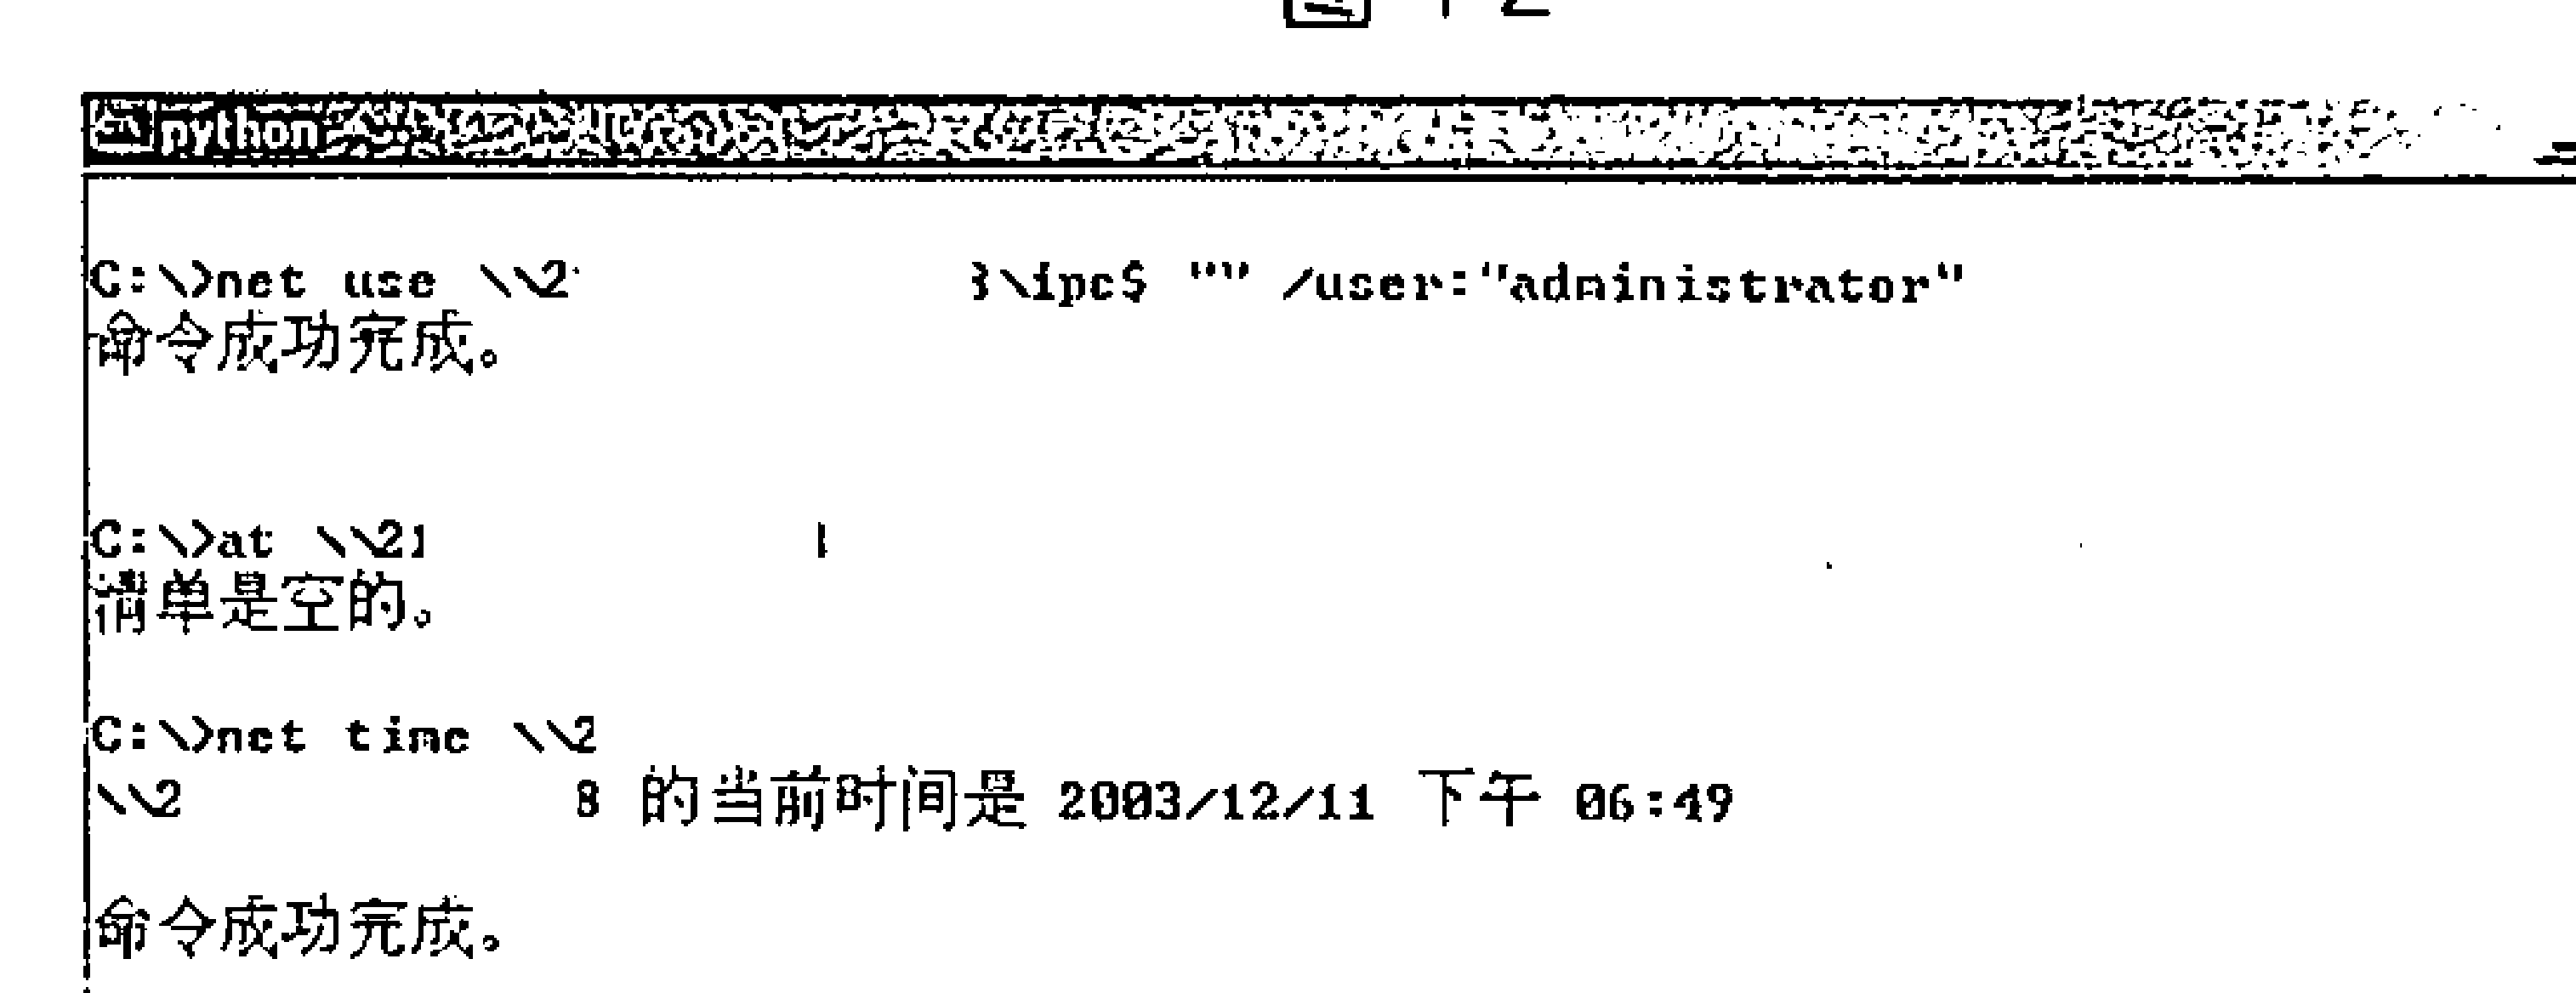 python
C:\>net use \\2 3\ipc$ "" /user:"administrator"
命令成功完成。
C:\>at \\21
清单是空的。
C:\>net time \\2
\\2 8 的当前时间是 2003/12/11 下午 06:49
命令成功完成。